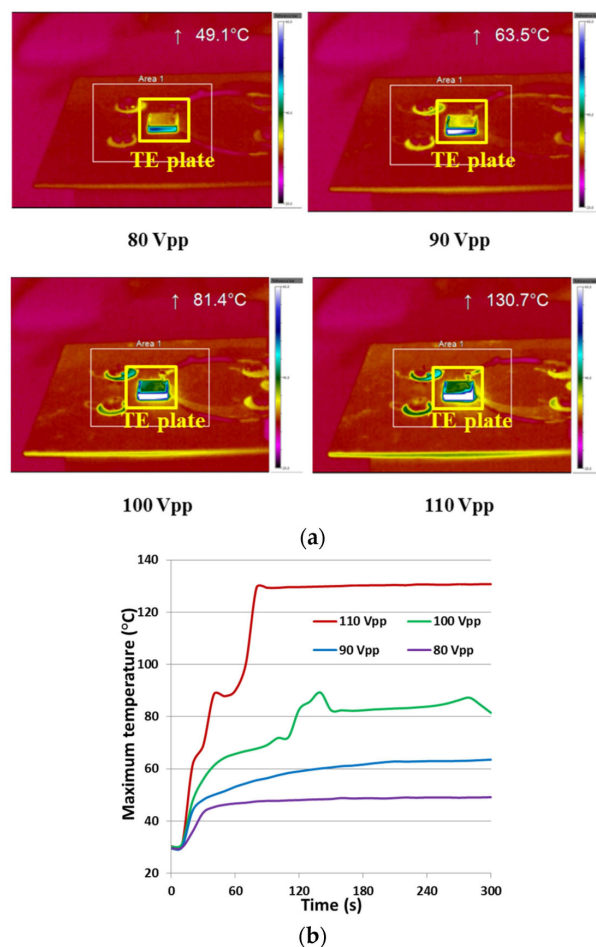 ↑ 49.1°C
Area 1
TE plate
80 Vpp
↑ 63.5°C
Area 1
TE plate
90 Vpp
↑ 81.4°C
Area 1
TE plate
100 Vpp
↑ 130.7°C
Area 1
TE plate
110 Vpp
(a)
140
120
100
80
60
40
20
Maximum temperature (°C)
110 Vpp
100 Vpp
90 Vpp
80 Vpp
0
60
120
180
240
300
Time (s)
(b)